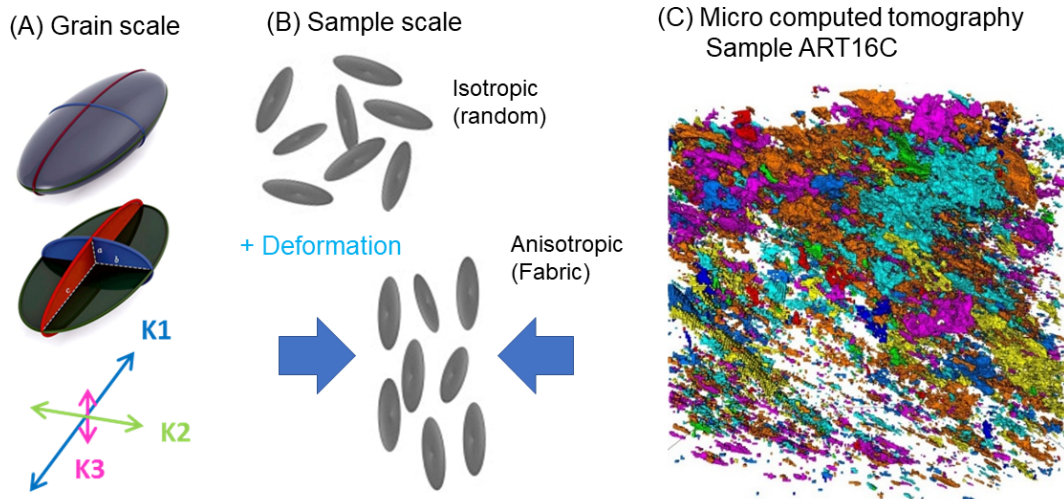 (A) Grain scale
a
b
c
K1
K2
K3
(B) Sample scale
Isotropic
(random)
+ Deformation
Anisotropic
(Fabric)
(C) Micro computed tomography
Sample ART16C